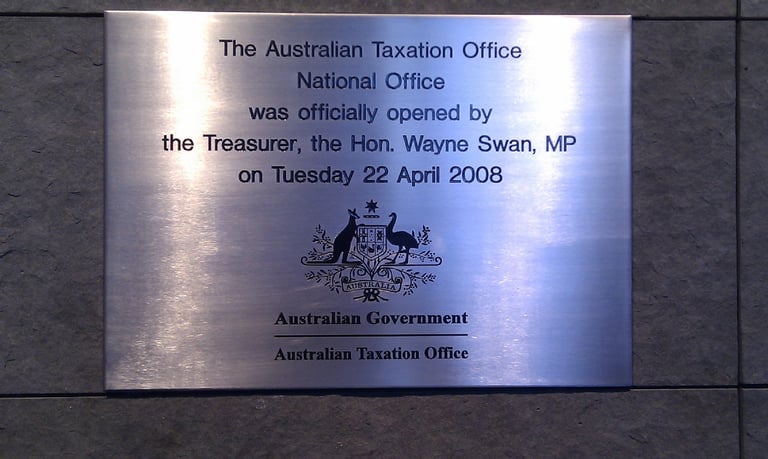 The Australian Taxation Office
National Office
was officially opened by
the Treasurer, the Hon. Wayne Swan, MP
on Tuesday 22 April 2008
AUSTRALIA
Australian Government
Australian Taxation Office